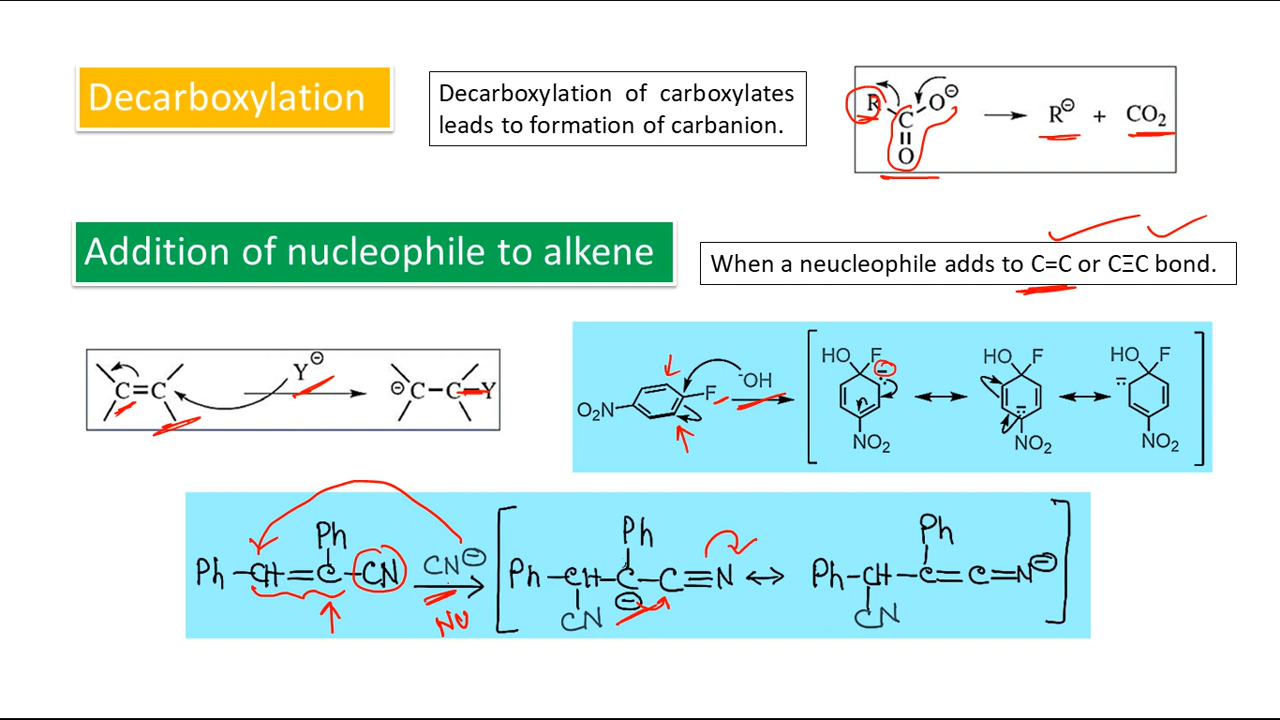 Decarboxylation
Decarboxylation of carboxylates
leads to formation of carbanion.
R C O⊖ O → R⊖ + CO2
Addition of nucleophile to alkene
When a neucleophile adds to C=C or CΞC bond.
C=C Y⊖ → ⊖C-C-Y
O2N F -OH → [ HO F NO2 ↔ HO F NO2 ↔ HO F NO2 ]
Ph-CH=C(Ph)-CN CN⊖ → [ Ph-CH(CN)-C⊖(Ph)-C≡N ↔ Ph-CH(CN)-C(Ph)=C=N⊖ ]
NU